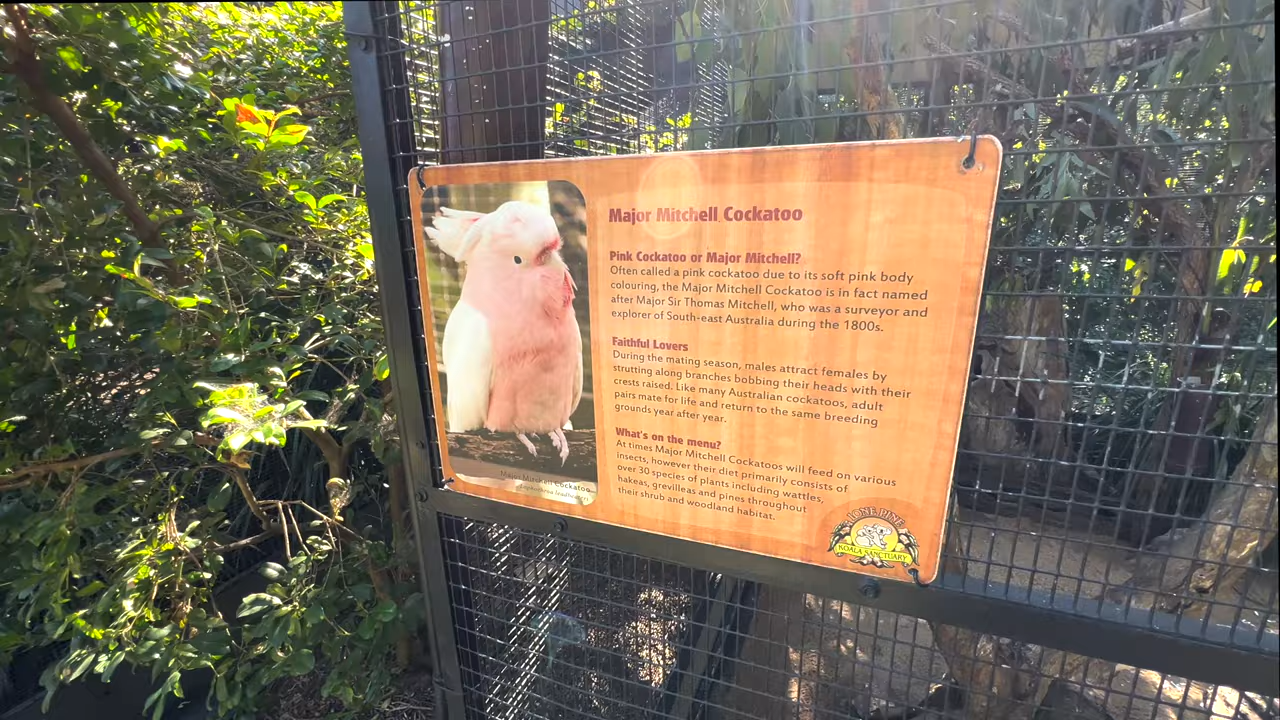 Major Mitchell Cockatoo
Pink Cockatoo or Major Mitchell?
Often called a pink cockatoo due to its soft pink body
colouring, the Major Mitchell Cockatoo is in fact named
after Major Sir Thomas Mitchell, who was a surveyor and
explorer of South-east Australia during the 1800s.
Faithful Lovers
During the mating season, males attract females by
strutting along branches bobbing their heads with their
crests raised. Like many Australian cockatoos, adult
pairs mate for life and return to the same breeding
grounds year after year.
What's on the menu?
At times Major Mitchell Cockatoos will feed on various
insects, however their diet primarily consists of
over 30 species of plants including wattles,
hakeas, grevilleas and pines throughout
their shrub and woodland habitat.
Major Mitchell Cockatoo
LONE PINE
KOALA SANCTUARY